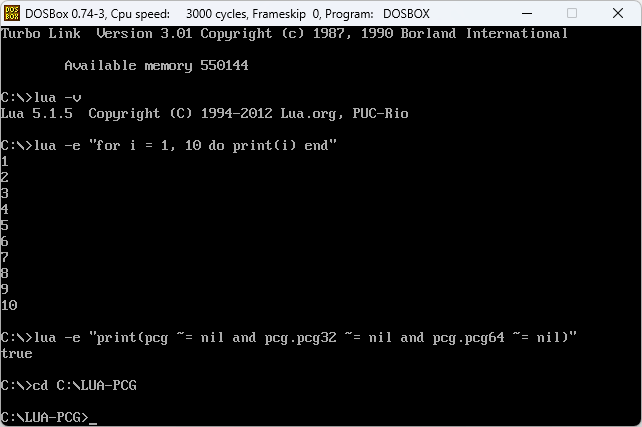 DOSBox 0.74-3, Cpu speed: 3000 cycles, Frameskip 0, Program: DOSBOX
Turbo Link Version 3.01 Copyright (c) 1987, 1990 Borland International
Available memory 550144
C:\>lua -v
Lua 5.1.5 Copyright (C) 1994-2012 Lua.org, PUC-Rio
C:\>lua -e "for i = 1, 10 do print(i) end"
1
2
3
4
5
6
7
8
9
10
C:\>lua -e "print(pcg ~= nil and pcg.pcg32 ~= nil and pcg.pcg64 ~= nil)"
true
C:\>cd C:\LUA-PCG
C:\LUA-PCG>_